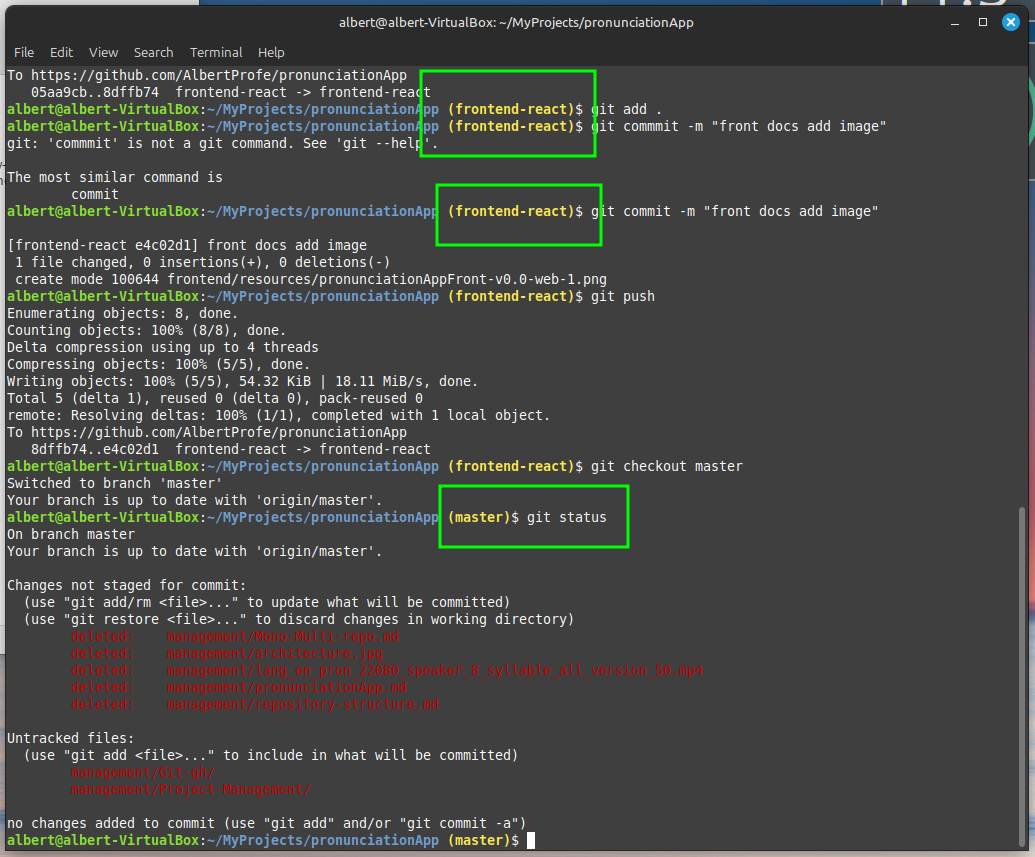 albert@albert-VirtualBox: ~/MyProjects/pronunciationApp
File Edit View Search Terminal Help
To https://github.com/AlbertProfe/pronunciationApp
   05aa9cb..8dffb74  frontend-react -> frontend-react
albert@albert-VirtualBox:~/MyProjects/pronunciationApp (frontend-react)$ git add .
albert@albert-VirtualBox:~/MyProjects/pronunciationApp (frontend-react)$ git commmit -m "front docs add image"
git: 'commmit' is not a git command. See 'git --help'.
The most similar command is
        commit
albert@albert-VirtualBox:~/MyProjects/pronunciationApp (frontend-react)$ git commit -m "front docs add image"
[frontend-react e4c02d1] front docs add image
 1 file changed, 0 insertions(+), 0 deletions(-)
 create mode 100644 frontend/resources/pronunciationAppFront-v0.0-web-1.png
albert@albert-VirtualBox:~/MyProjects/pronunciationApp (frontend-react)$ git push
Enumerating objects: 8, done.
Counting objects: 100% (8/8), done.
Delta compression using up to 4 threads
Compressing objects: 100% (5/5), done.
Writing objects: 100% (5/5), 54.32 KiB | 18.11 MiB/s, done.
Total 5 (delta 1), reused 0 (delta 0), pack-reused 0
remote: Resolving deltas: 100% (1/1), completed with 1 local object.
To https://github.com/AlbertProfe/pronunciationApp
   8dffb74..e4c02d1  frontend-react -> frontend-react
albert@albert-VirtualBox:~/MyProjects/pronunciationApp (frontend-react)$ git checkout master
Switched to branch 'master'
Your branch is up to date with 'origin/master'.
albert@albert-VirtualBox:~/MyProjects/pronunciationApp (master)$ git status
On branch master
Your branch is up to date with 'origin/master'.
Changes not staged for commit:
  (use "git add/rm <file>..." to update what will be committed)
  (use "git restore <file>..." to discard changes in working directory)
        deleted:    management/Mono-Multi-repo.md
        deleted:    management/architecture.jpg
        deleted:    management/lang_en_pron_22080_speaker_8_syllable_all_version_50.mp4
        deleted:    management/pronunciationApp.md
        deleted:    management/repository-structure.md
Untracked files:
  (use "git add <file>..." to include in what will be committed)
        management/Git-gh/
        management/Project Management/
no changes added to commit (use "git add" and/or "git commit -a")
albert@albert-VirtualBox:~/MyProjects/pronunciationApp (master)$